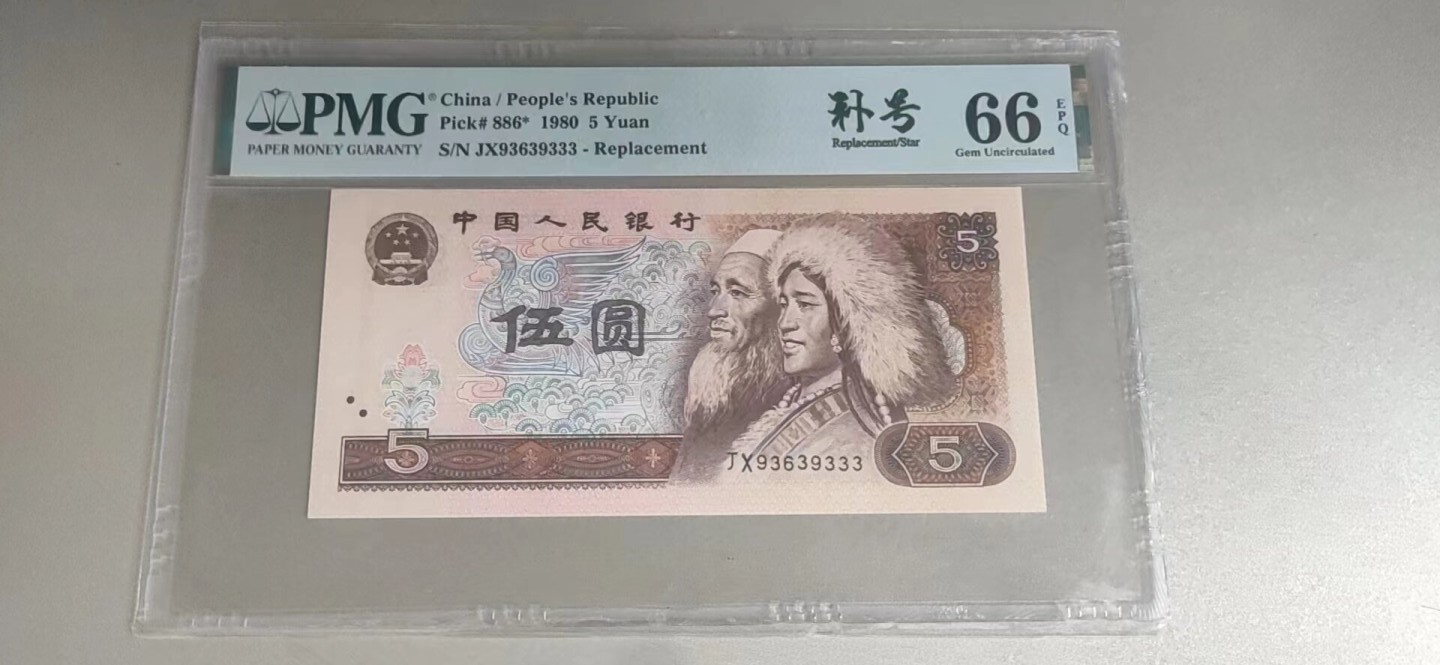 PMG® China / People's Republic
Pick# 886* 1980 5 Yuan
PAPER MONEY GUARANTY S/N JX93639333 - Replacement
补号
Replacement/Star
66 EPQ
Gem Uncirculated
中国人民银行
5
伍圆
5
JX93639333
5